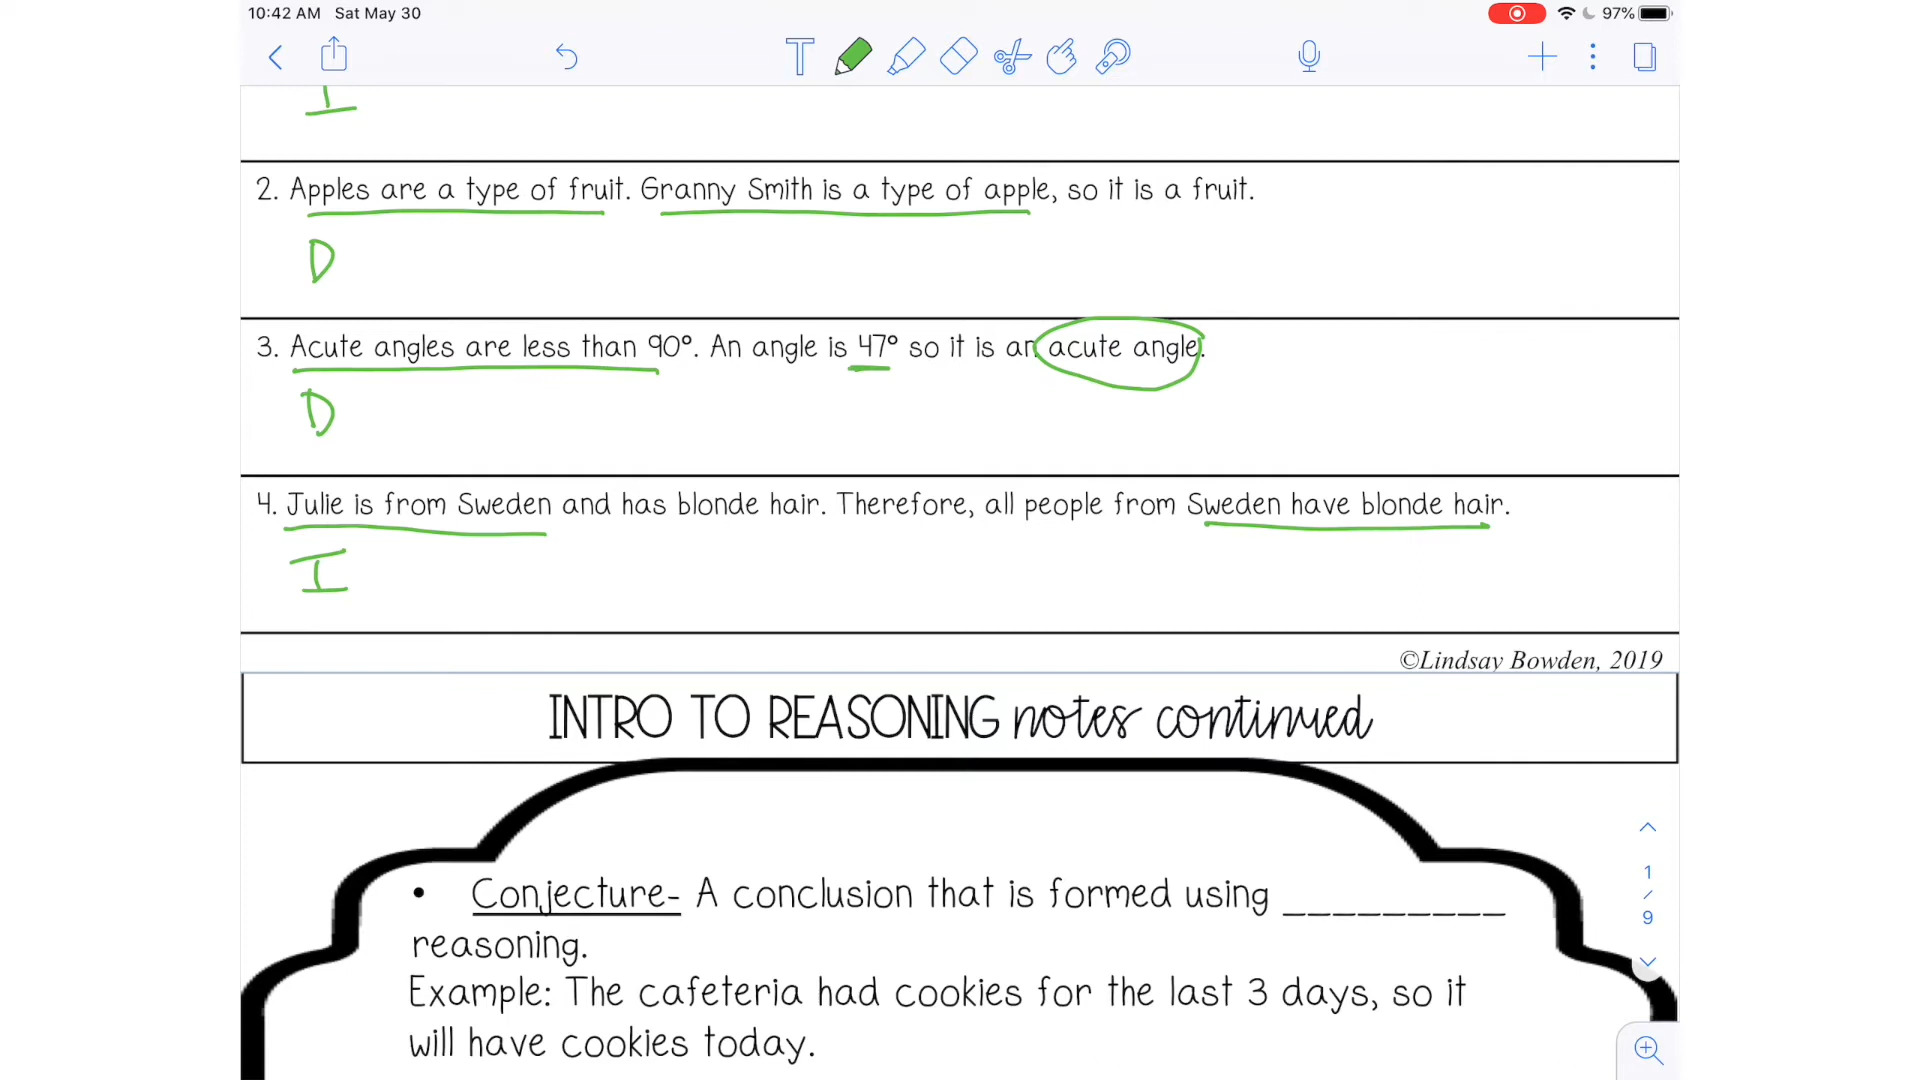 10:42 AM Sat May 30
97%
I
2. Apples are a type of fruit. Granny Smith is a type of apple, so it is a fruit.
D
3. Acute angles are less than 90°. An angle is 47° so it is an acute angle.
D
4. Julie is from Sweden and has blonde hair. Therefore, all people from Sweden have blonde hair.
I
©Lindsay Bowden, 2019
INTRO TO REASONING notes continued
• Conjecture- A conclusion that is formed using _________
reasoning.
Example: The cafeteria had cookies for the last 3 days, so it
will have cookies today.
1
/
9